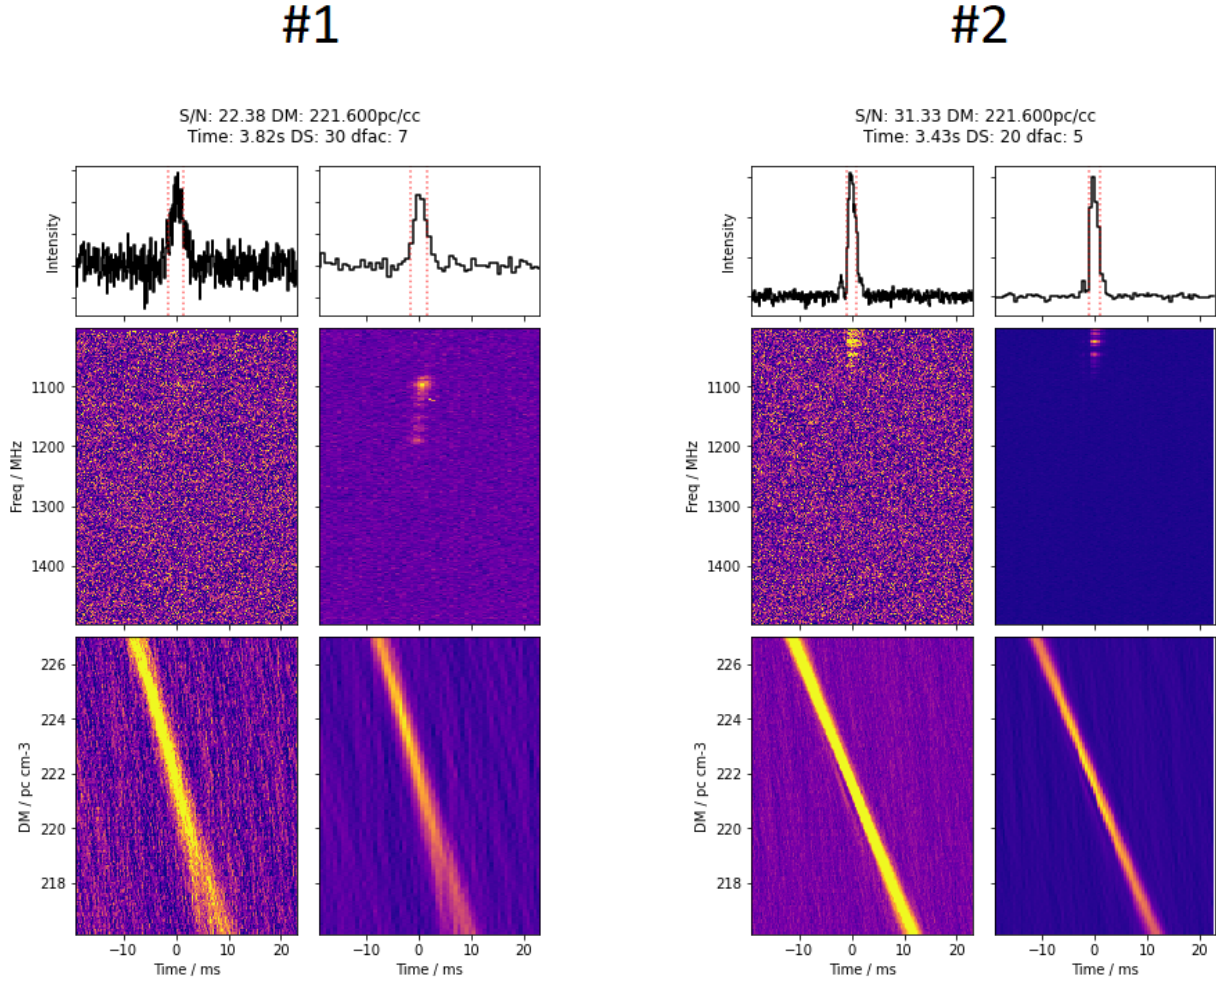 #1
#2
S/N: 22.38 DM: 221.600pc/cc
Time: 3.82s DS: 30 dfac: 7
S/N: 31.33 DM: 221.600pc/cc
Time: 3.43s DS: 20 dfac: 5
Intensity
Intensity
Freq / MHz
1100
1200
1300
1400
Freq / MHz
1100
1200
1300
1400
DM / pc cm-3
226
224
222
220
218
DM / pc cm-3
226
224
222
220
218
−10 0 10 20
−10 0 10 20
−10 0 10 20
−10 0 10 20
Time / ms
Time / ms
Time / ms
Time / ms